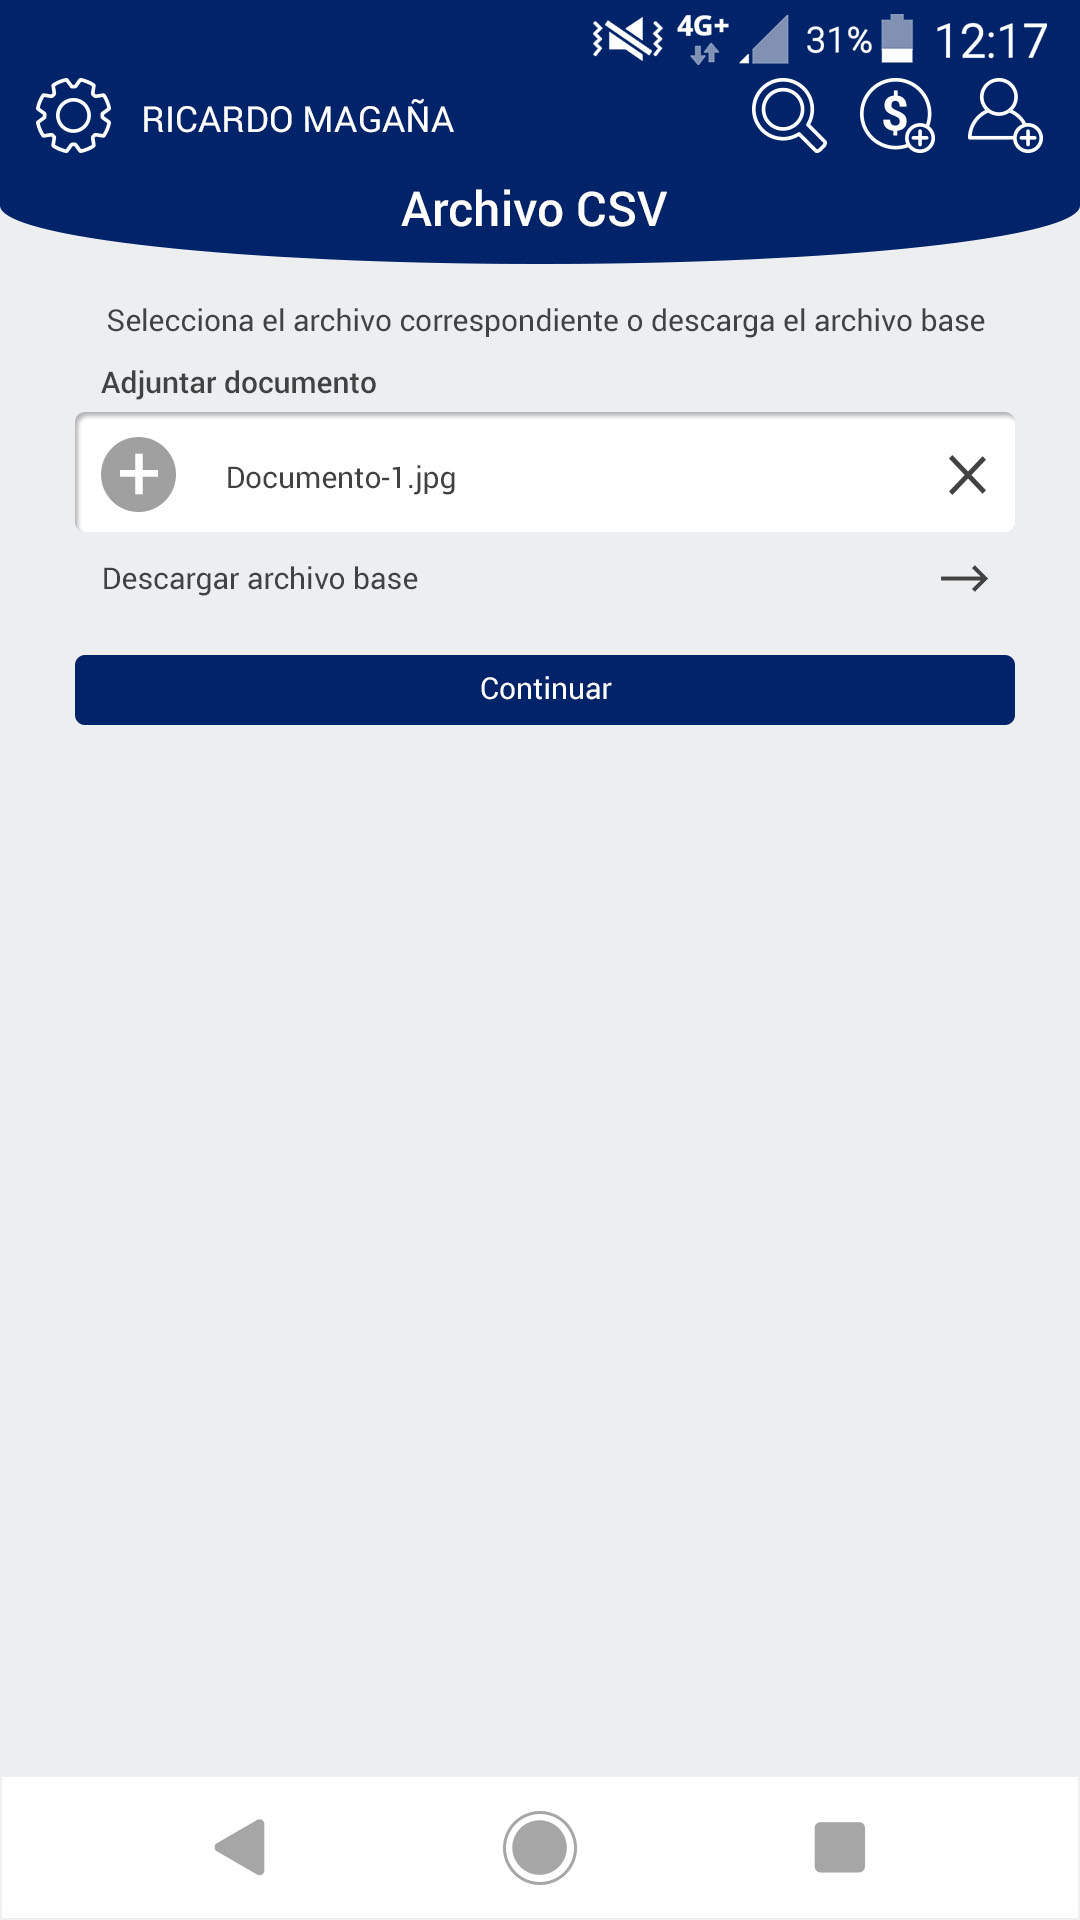 4G+ 31% 12:17
RICARDO MAGAÑA
Archivo CSV
Selecciona el archivo correspondiente o descarga el archivo base
Adjuntar documento
Documento-1.jpg
Descargar archivo base
Continuar